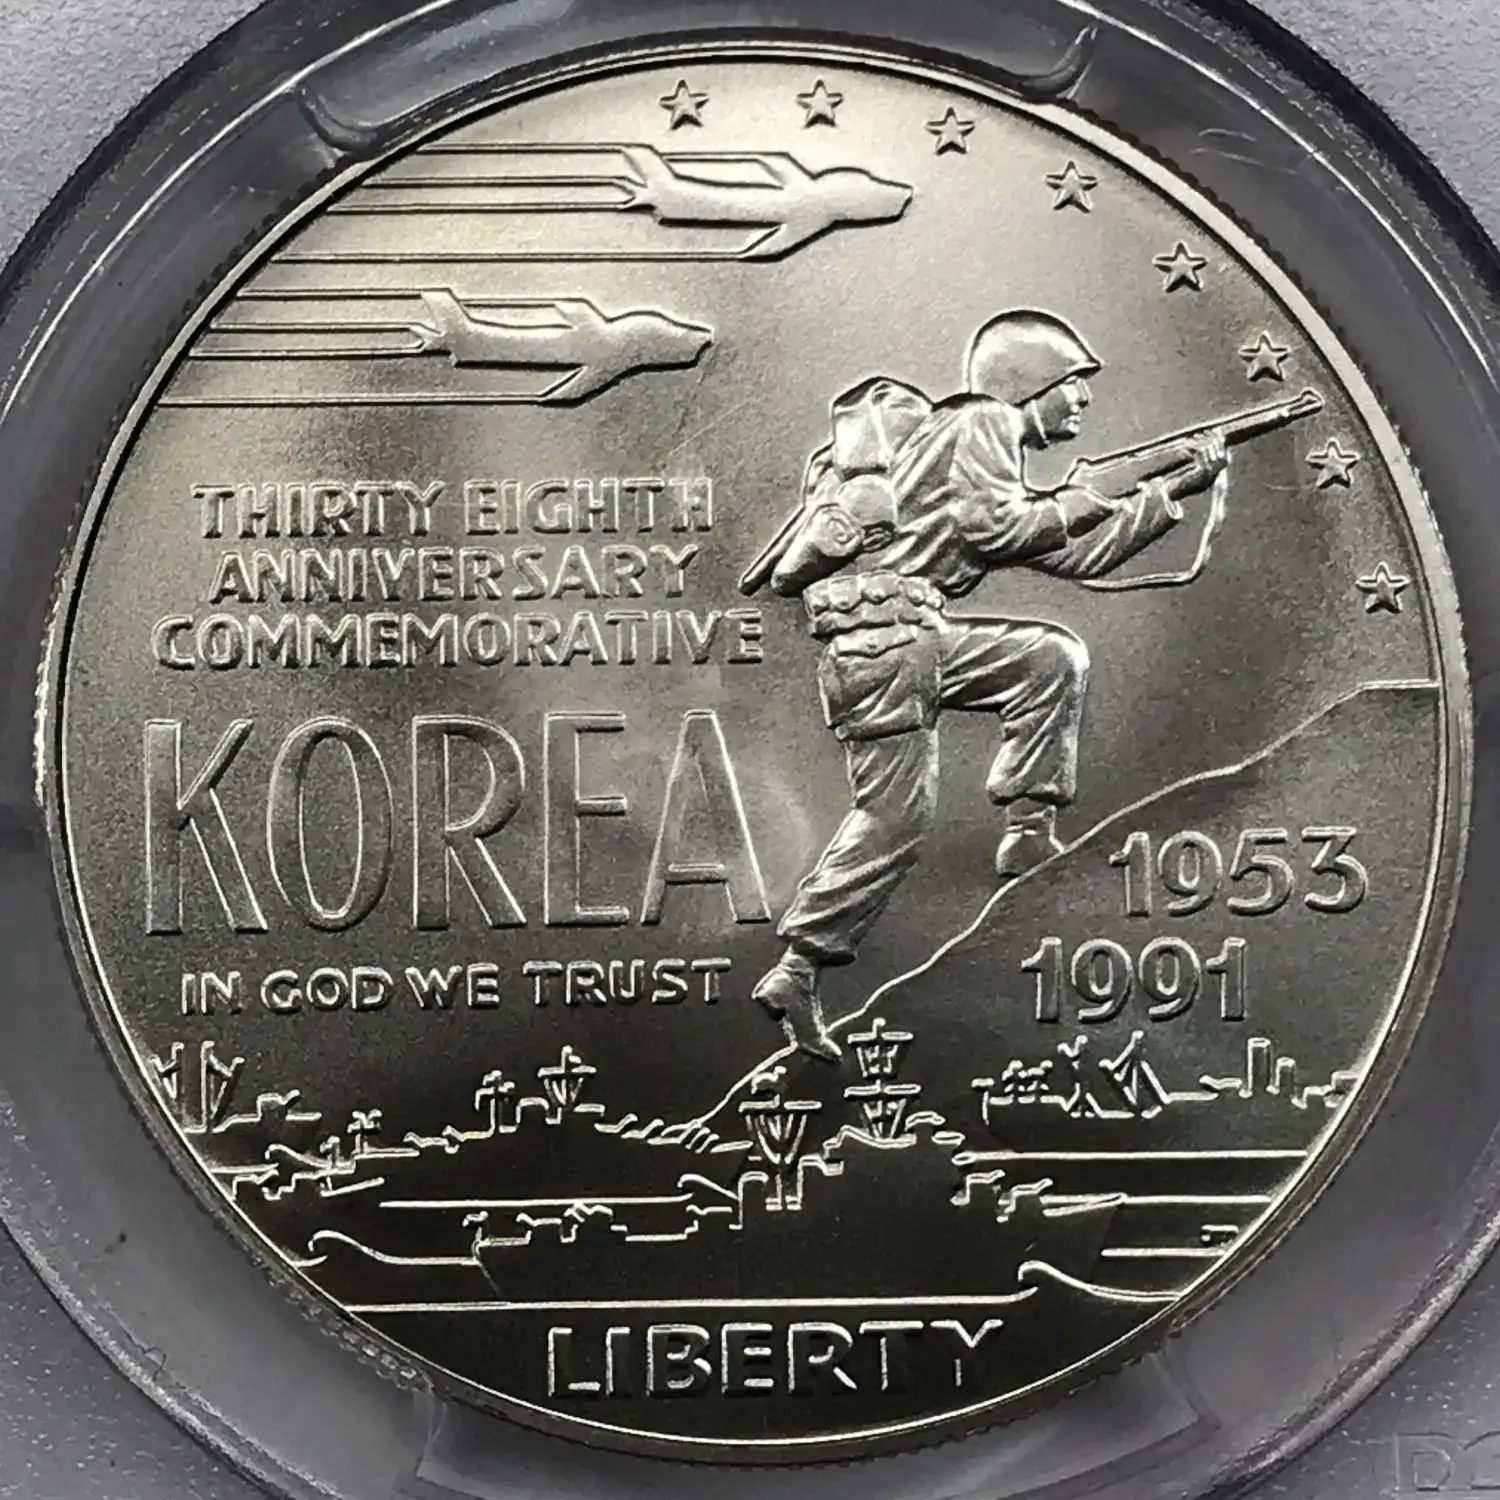 THIRTY EIGHTH
ANNIVERSARY
COMMEMORATIVE
KOREA
IN GOD WE TRUST
1953
1991
LIBERTY